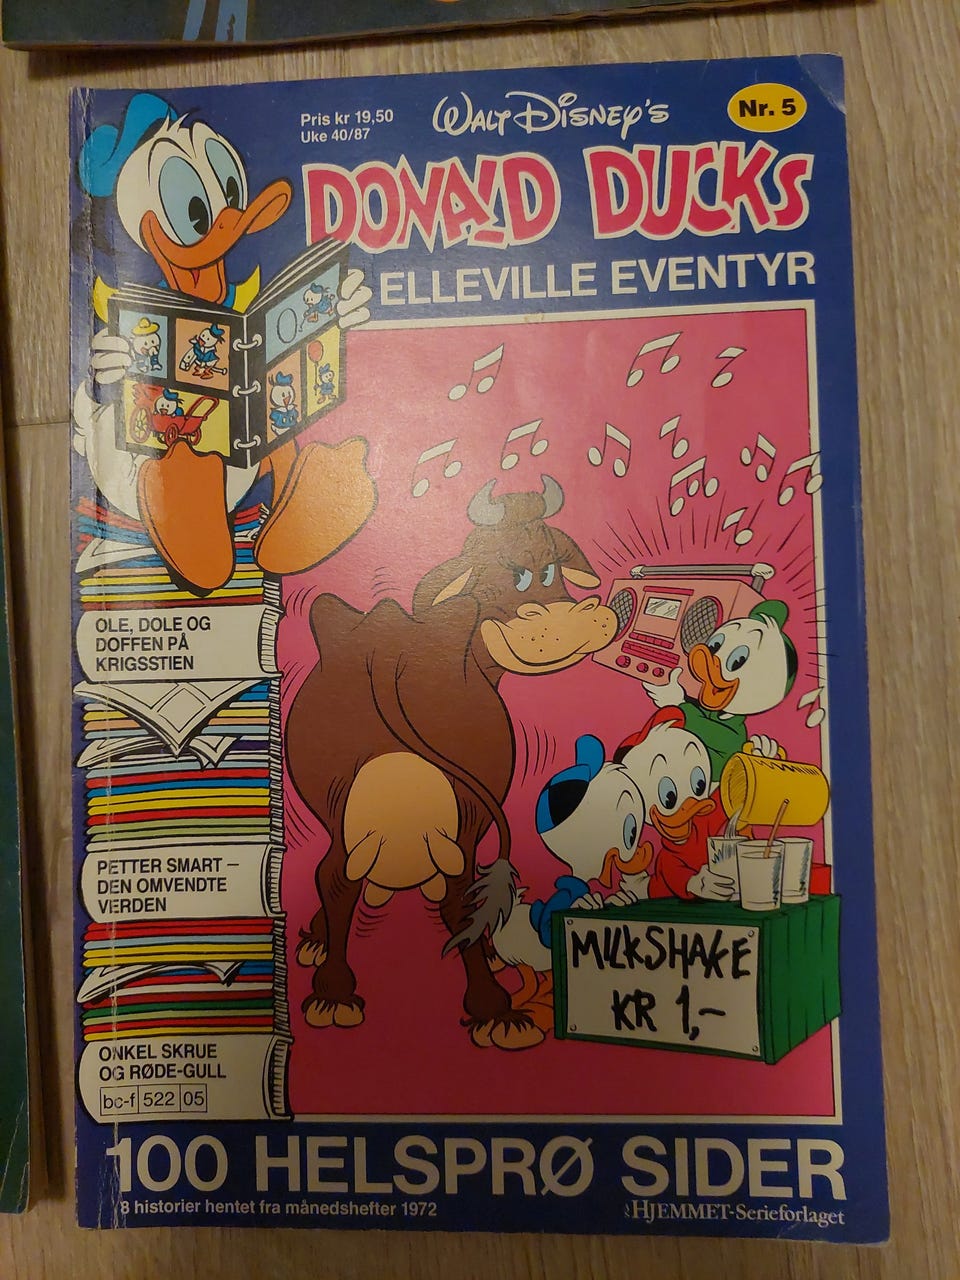 Pris kr 19,50
Uke 40/87
WALT DISNEY'S
Nr. 5
DONALD DUCKS
ELLEVILLE EVENTYR
OLE, DOLE OG
DOFFEN PÅ
KRIGSSTIEN
PETTER SMART –
DEN OMVENDTE
VERDEN
ONKEL SKRUE
OG RØDE-GULL
bc-f 522 05
MILKSHAKE
KR 1,-
100 HELSPRØ SIDER
8 historier hentet fra månedshefter 1972
HJEMMET-Serieforlaget